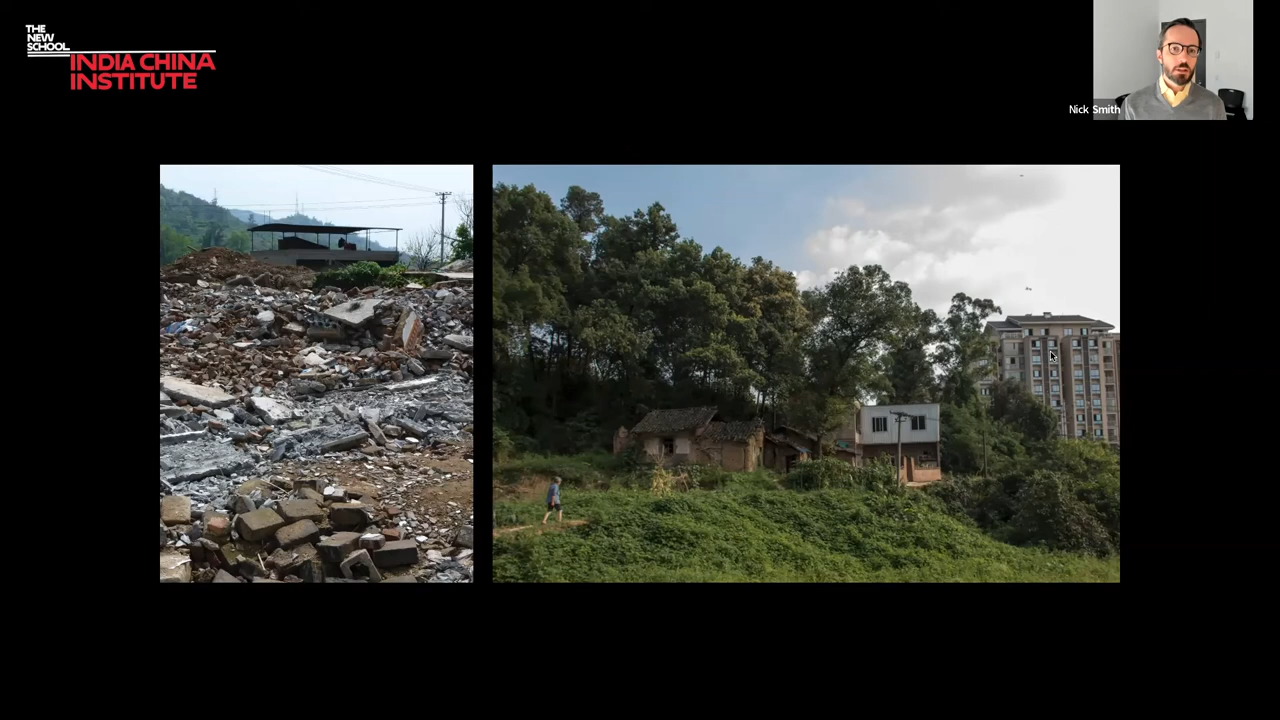 THE
NEW
SCHOOL
INDIA CHINA
INSTITUTE
Nick Smith